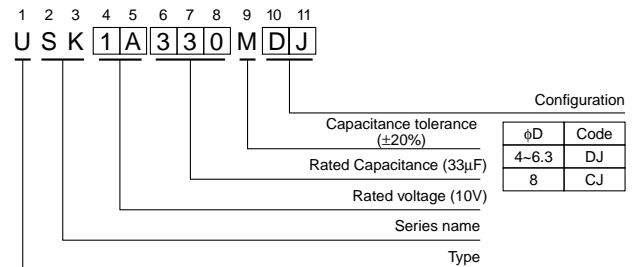 1 2 3 4 5 6 7 8 9 10 11
U S K 1 A 3 3 0 M D J
Configuration
Capacitance tolerance
(±20%)
Rated Capacitance (33µF)
Rated voltage (10V)
Series name
Type
ϕD Code
4~6.3 DJ
8 CJ